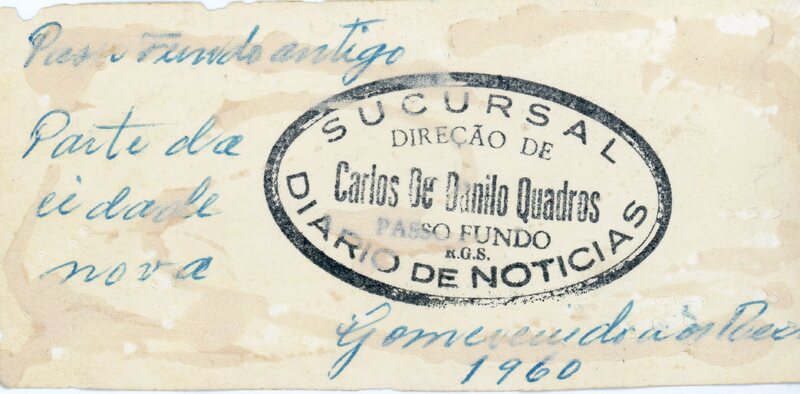 Passo Fundo antigo
Parte da
cidade
nova
SUCURSAL
DIREÇÃO DE
Carlos De Danilo Quadros
PASSO FUNDO
R.G.S.
DIARIO DE NOTICIAS
1960